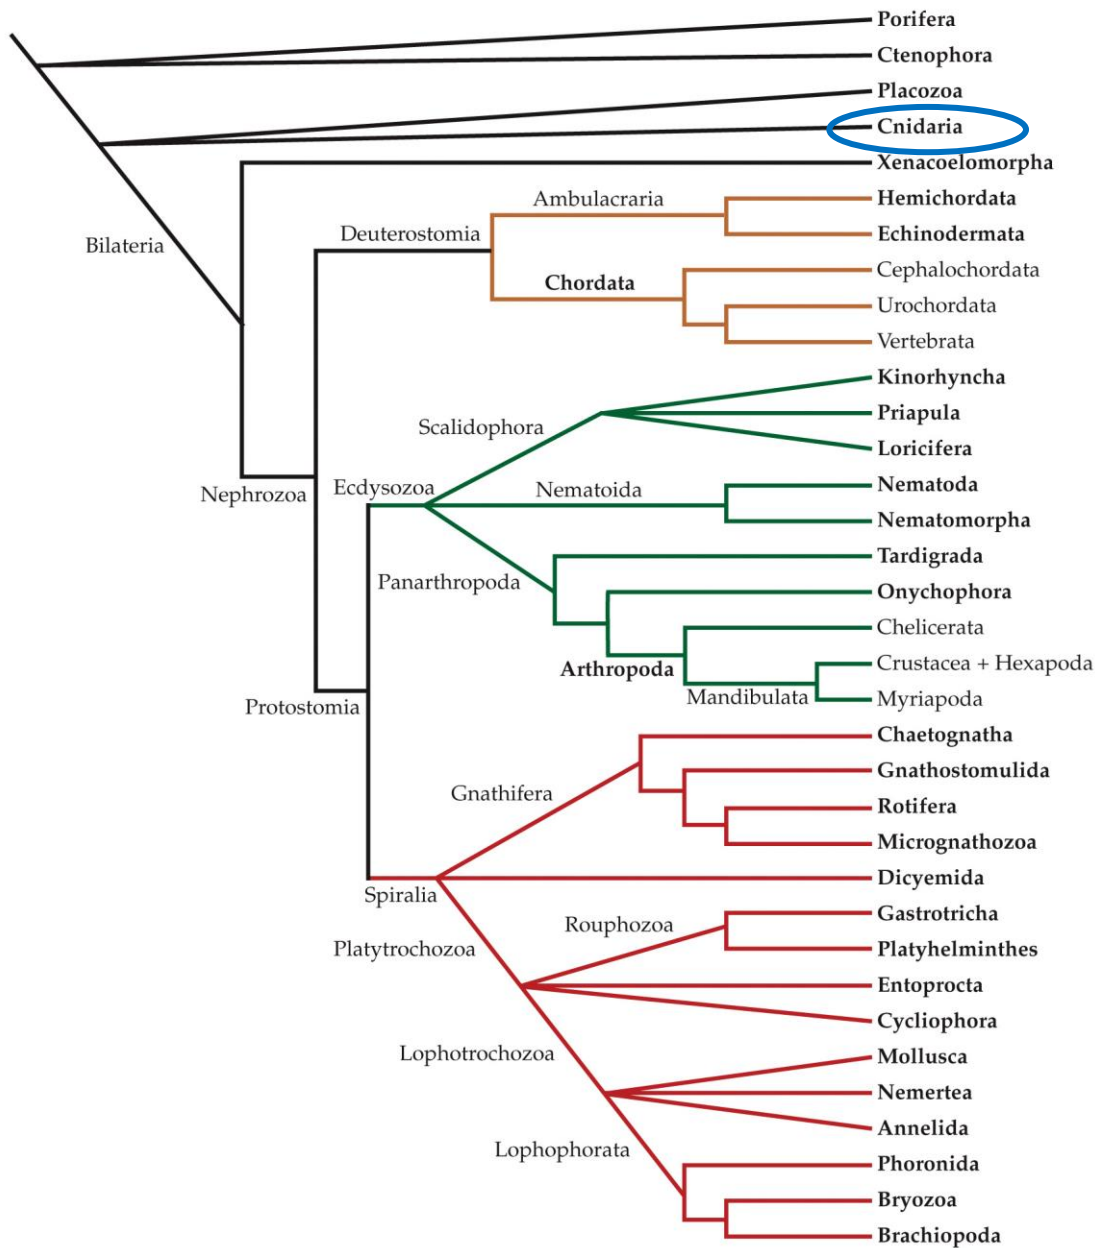 Porifera
Ctenophora
Placozoa
Cnidaria
Xenacoelomorpha
Ambulacraria
Hemichordata
Deuterostomia
Echinodermata
Bilateria
Cephalochordata
Chordata
Urochordata
Vertebrata
Kinorhyncha
Priapula
Scalidophora
Loricifera
Nephrozoa
Ecdysozoa
Nematoida
Nematoda
Nematomorpha
Tardigrada
Panarthropoda
Onychophora
Chelicerata
Arthropoda
Crustacea + Hexapoda
Mandibulata
Myriapoda
Protostomia
Chaetognatha
Gnathostomulida
Gnathifera
Rotifera
Micrognathozoa
Dicyemida
Spiralia
Gastrotricha
Rouphozoa
Platytrochozoa
Platyhelminthes
Entoprocta
Cycliophora
Lophotrochozoa
Mollusca
Nemertea
Annelida
Lophophorata
Phoronida
Bryozoa
Brachiopoda